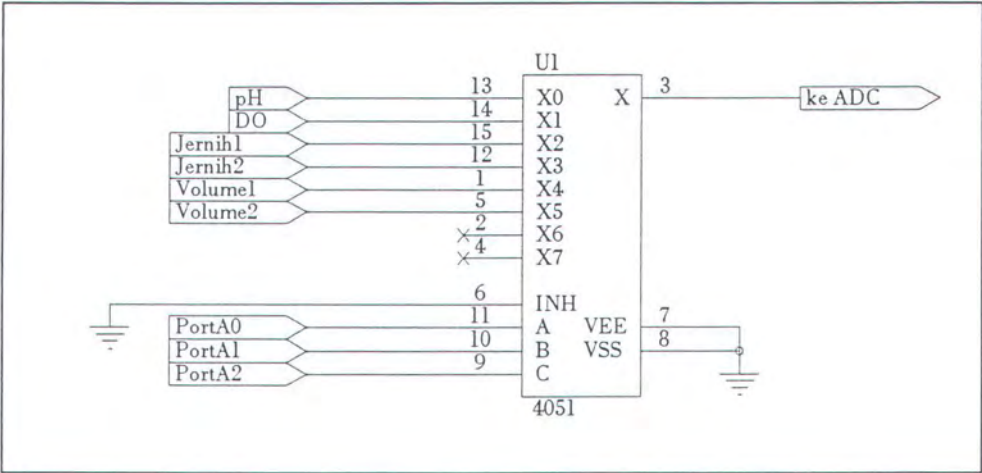 U1
pH 13 X0 X 3 ke ADC
DO 14 X1
Jernih1 15 X2
Jernih2 12 X3
Volume1 1 X4
Volume2 5 X5
2 X6
4 X7
6 INH
PortA0 11 A VEE 7
PortA1 10 B VSS 8
PortA2 9 C
4051